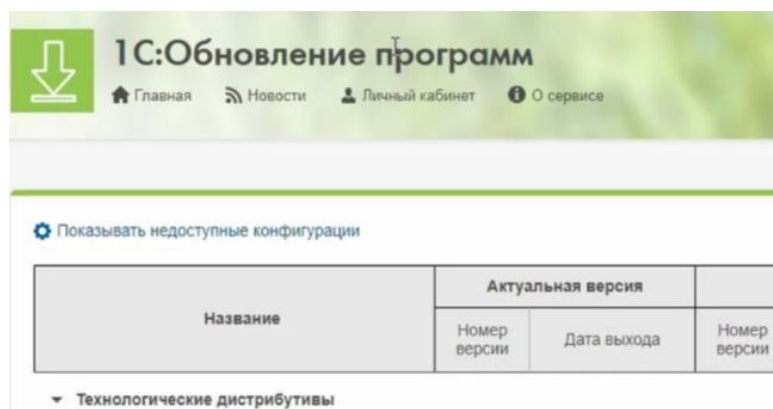 1С:Обновление программ
Главная Новости Личный кабинет О сервисе
Показывать недоступные конфигурации
Название Актуальная версия
Номер версии Дата выхода Номер версии
Технологические дистрибутивы